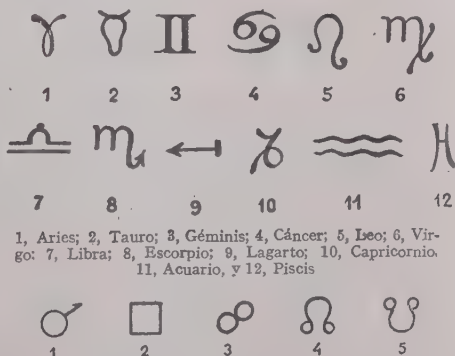 1 2 3 4 5 6
7 8 9 10 11 12
1, Aries; 2, Tauro; 3, Géminis; 4, Cáncer; 5, Leo; 6, Vir-
go: 7, Libra; 8, Escorpio; 9, Lagarto; 10, Capricornio,
11, Acuario, y 12, Piscis
1 2 3 4 5